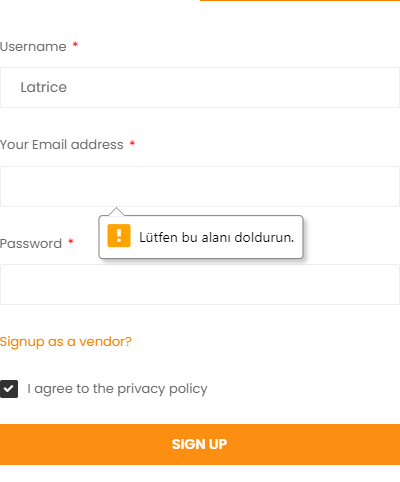 Username *
Latrice
Your Email address *
Lütfen bu alanı doldurun.
Password *
Signup as a vendor?
I agree to the privacy policy
SIGN UP